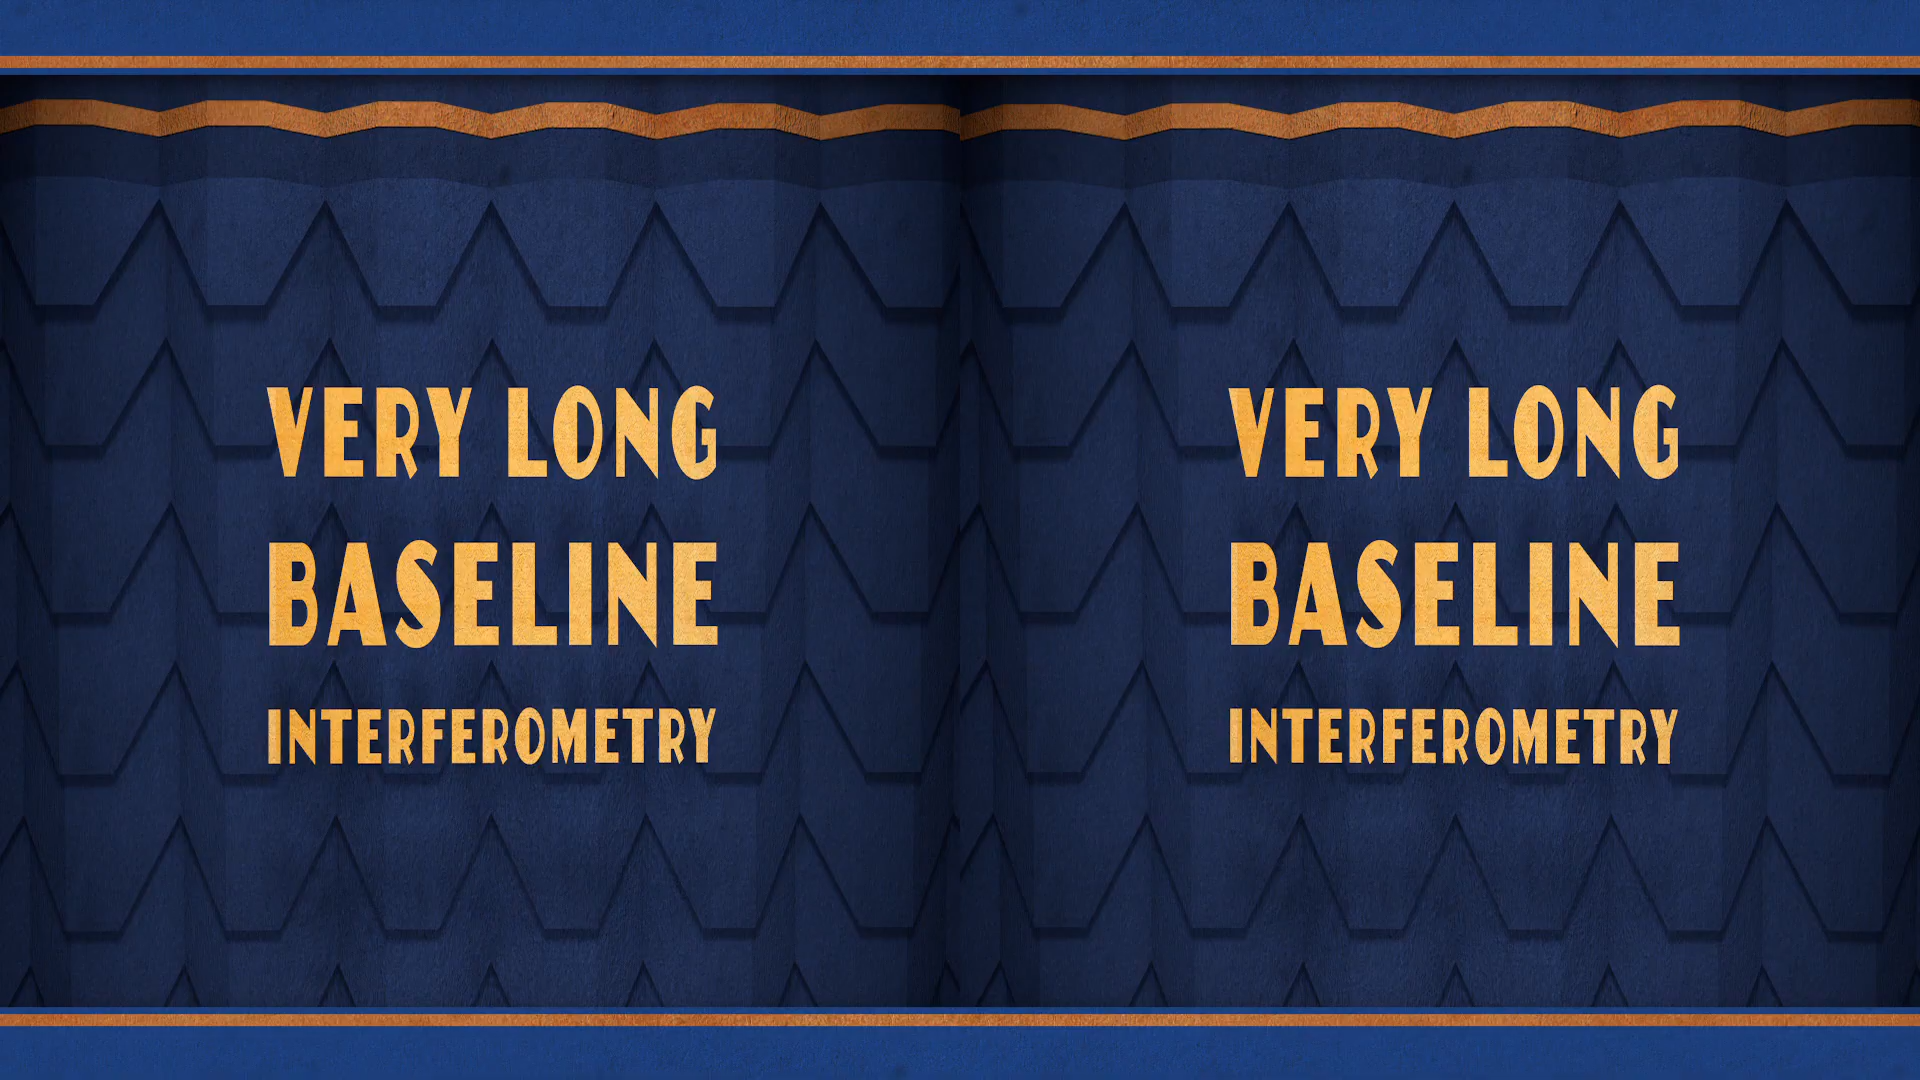 VERY LONG
BASELINE
INTERFEROMETRY
VERY LONG
BASELINE
INTERFEROMETRY